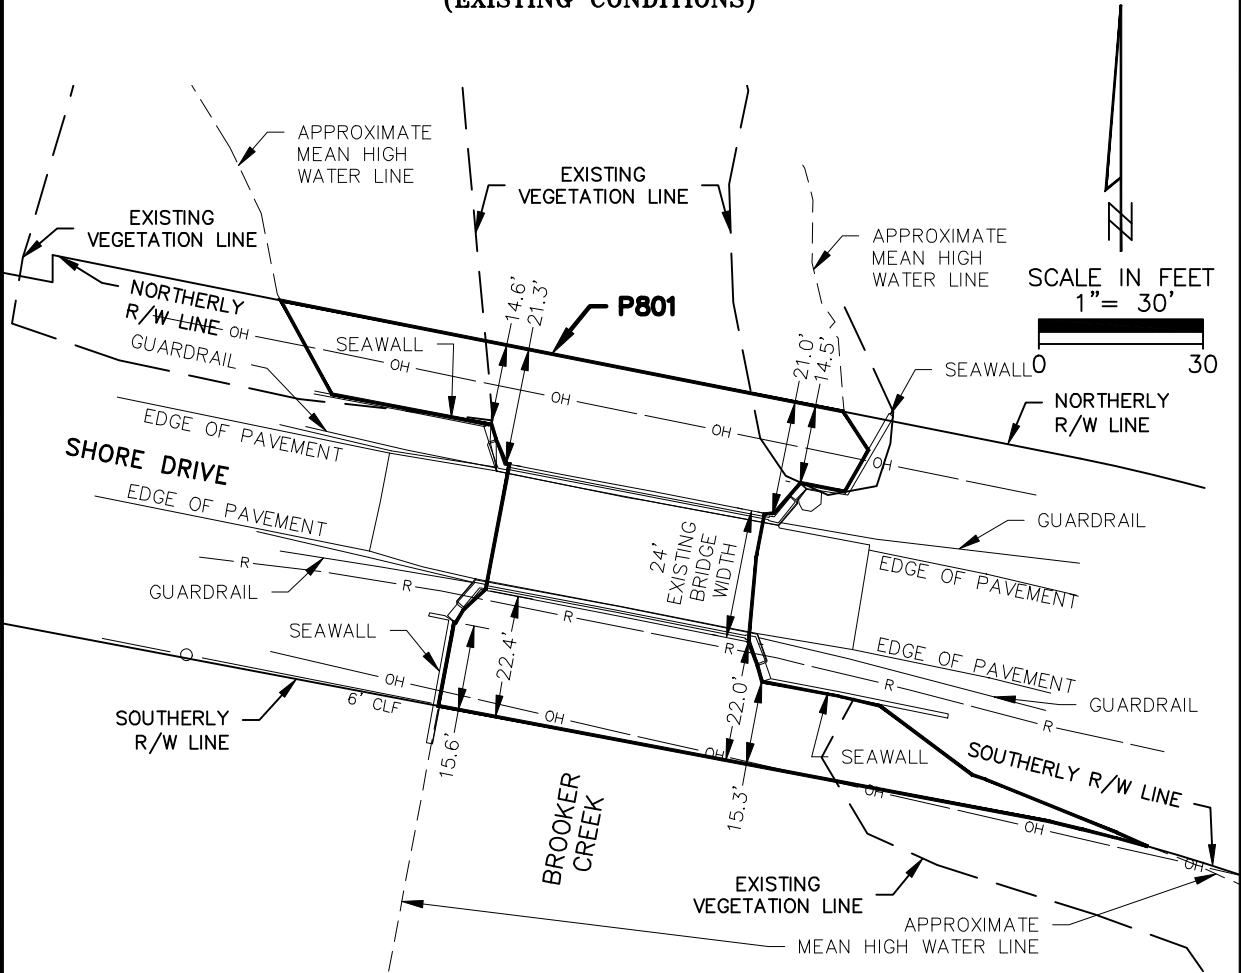 (EXISTING CONDITIONS)
APPROXIMATE
MEAN HIGH
WATER LINE
EXISTING
VEGETATION LINE
EXISTING
VEGETATION LINE
APPROXIMATE
MEAN HIGH
WATER LINE
SCALE IN FEET
1"= 30'
0
30
NORTHERLY
R/W LINE
OH
GUARDRAIL
SEAWALL
OH
14.6'
21.3'
P801
OH
OH
21.0'
14.5'
OH
SEAWALL
NORTHERLY
R/W LINE
EDGE OF PAVEMENT
SHORE DRIVE
EDGE OF PAVEMENT
R
R
R
R
R
R
GUARDRAIL
24'
EXISTING
BRIDGE
WIDTH
GUARDRAIL
EDGE OF PAVEMENT
EDGE OF PAVEMENT
GUARDRAIL
SEAWALL
22.4'
15.6'
22.0'
15.3'
OH
6' CLF
OH
OH
SOUTHERLY
R/W LINE
SEAWALL
SOUTHERLY R/W LINE
OH
OH
OH
BROOKER
CREEK
EXISTING
VEGETATION LINE
APPROXIMATE
MEAN HIGH WATER LINE